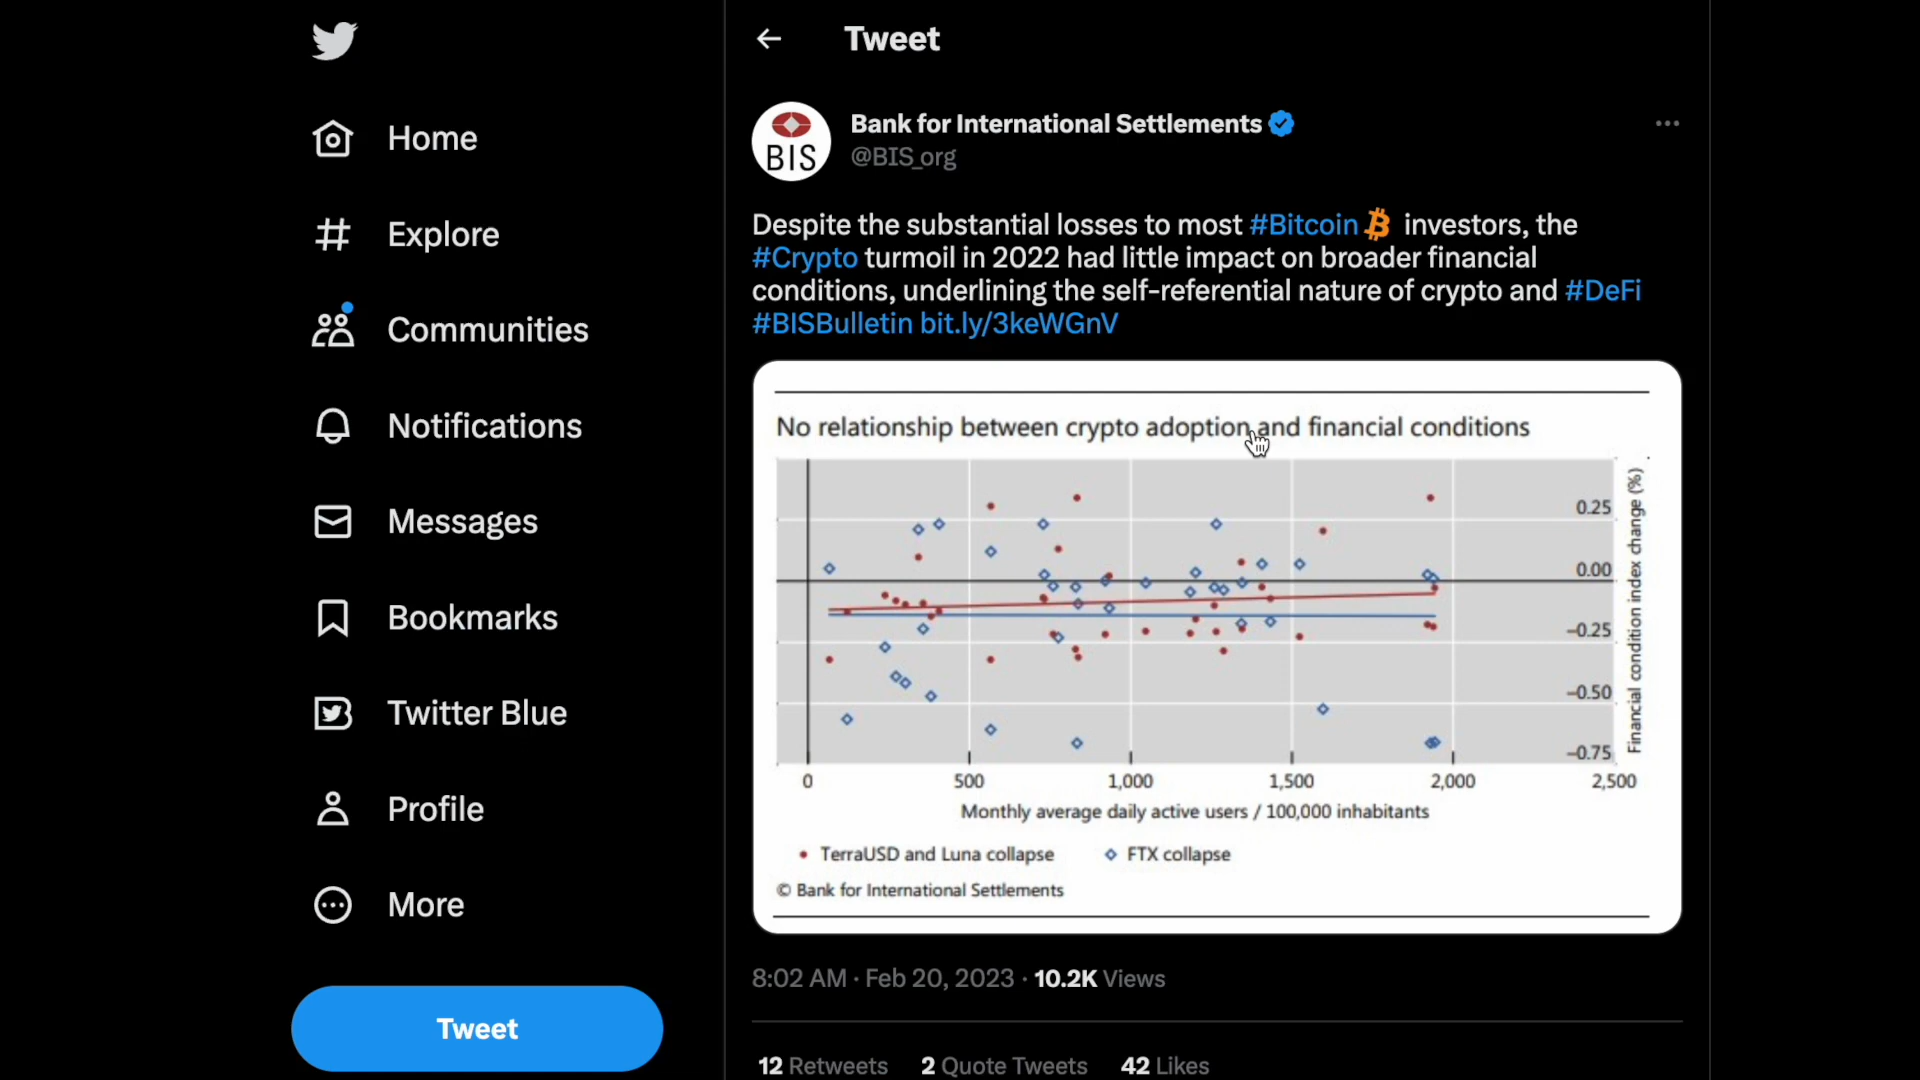 Home
Explore
Communities
Notifications
Messages
Bookmarks
Twitter Blue
Profile
More
Tweet
Tweet
BIS
Bank for International Settlements
@BIS_org
Despite the substantial losses to most #Bitcoin investors, the
#Crypto turmoil in 2022 had little impact on broader financial
conditions, underlining the self-referential nature of crypto and #DeFi
#BISBulletin bit.ly/3keWGnV
No relationship between crypto adoption and financial conditions
0.25
0.00
−0.25
−0.50
−0.75
Financial condition index change (%)
0 500 1,000 1,500 2,000 2,500
Monthly average daily active users / 100,000 inhabitants
TerraUSD and Luna collapse FTX collapse
© Bank for International Settlements
8:02 AM · Feb 20, 2023 · 10.2K Views
12 Retweets 2 Quote Tweets 42 Likes